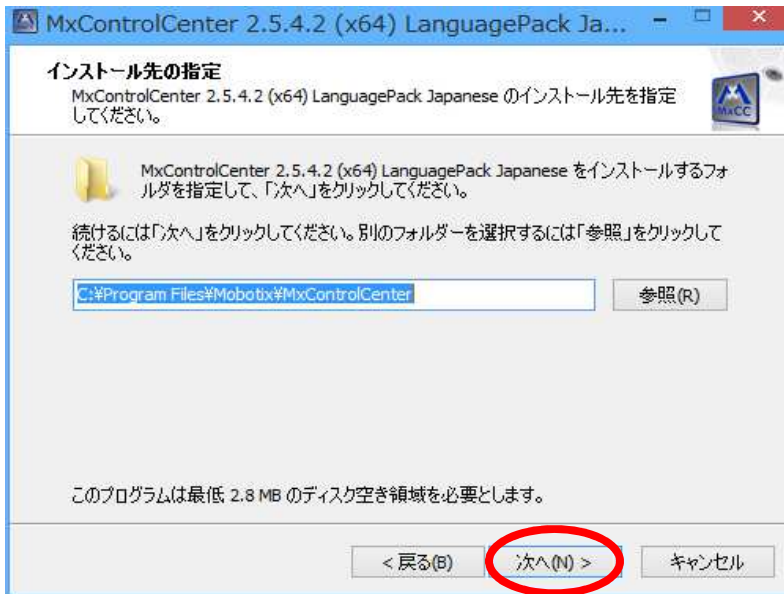 MxControlCenter 2.5.4.2 (x64) LanguagePack Ja...
インストール先の指定
MxControlCenter 2.5.4.2 (x64) LanguagePack Japanese のインストール先を指定
してください。
MxCC
MxControlCenter 2.5.4.2 (x64) LanguagePack Japanese をインストールするフォ
ルダを指定して、「次へ」をクリックしてください。
続けるには「次へ」をクリックしてください。別のフォルダーを選択するには「参照」をクリックして
ください。
C:¥Program Files¥Mobotix¥MxControlCenter
参照(R)
このプログラムは最低 2.8 MB のディスク空き領域を必要とします。
< 戻る(B)
次へ(N) >
キャンセル